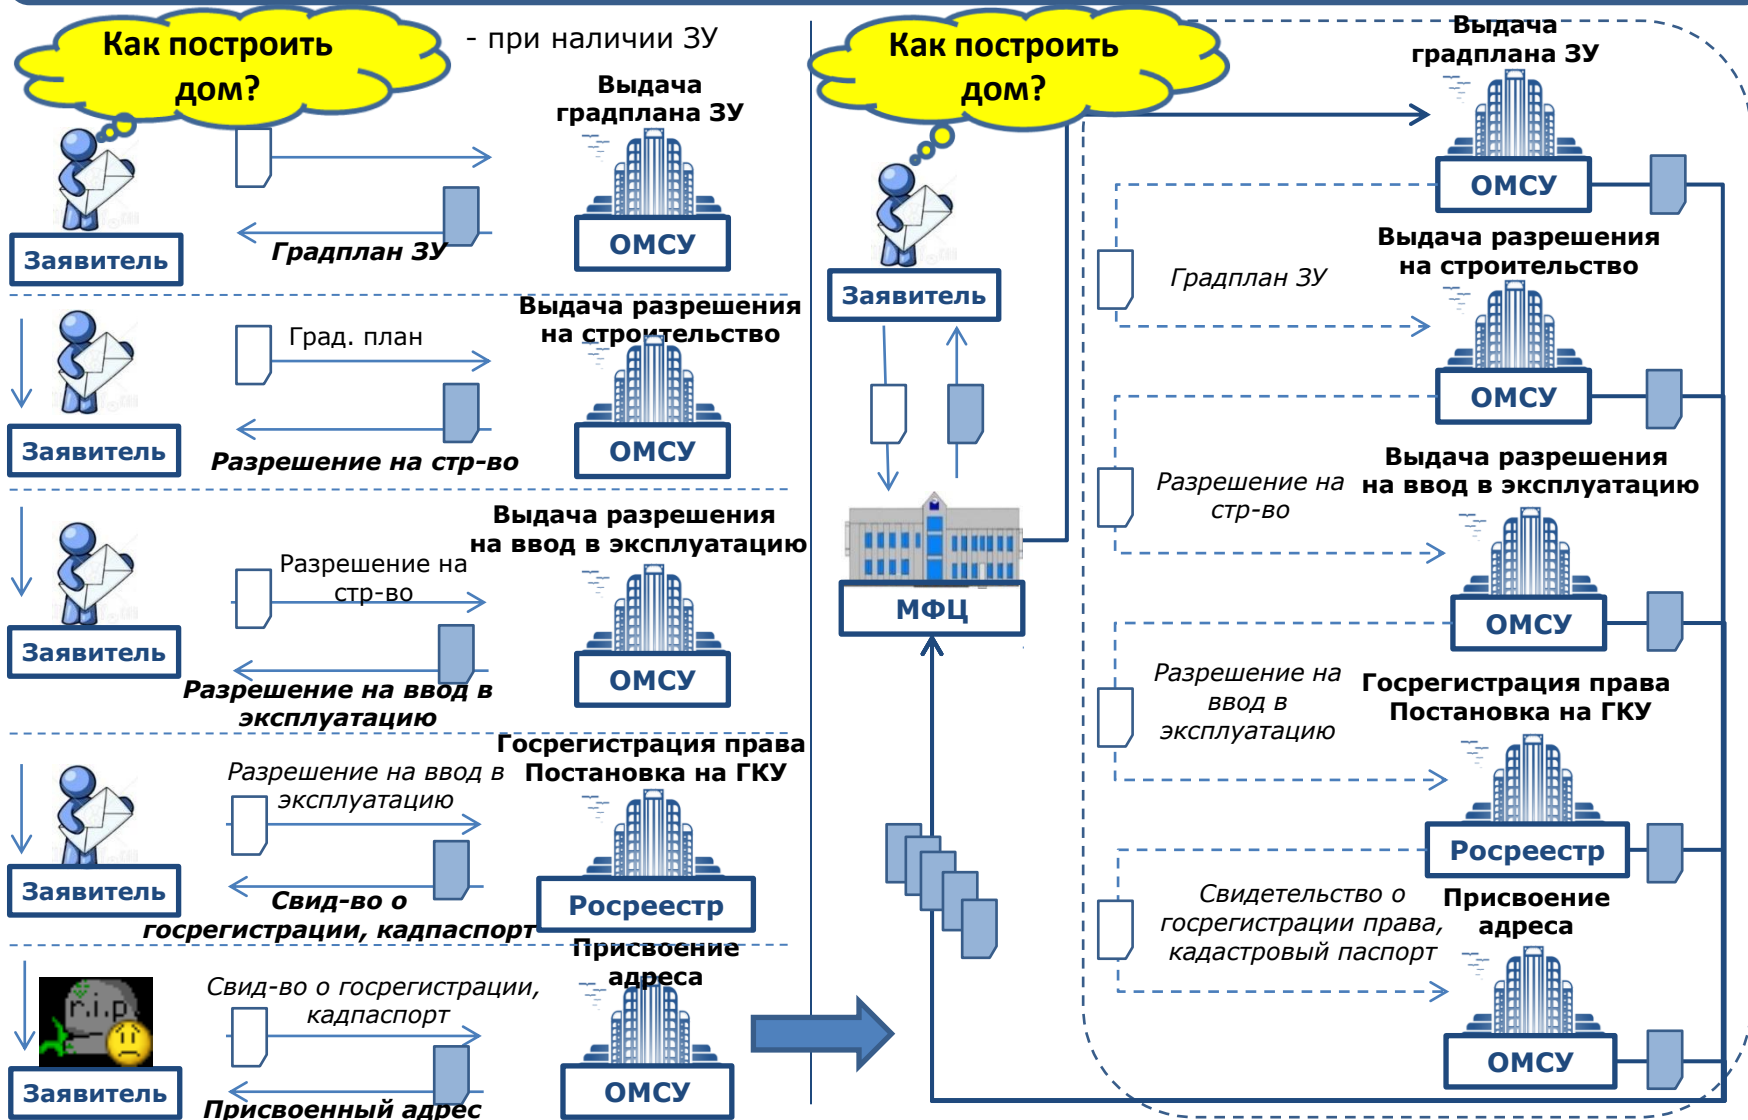 Как построить
дом?
- при наличии ЗУ
Выдача
градплана ЗУ
ОМСУ
Градплан ЗУ
Заявитель
Выдача разрешения
на строительство
Град. план
ОМСУ
Разрешение на стр-во
Заявитель
Выдача разрешения
на ввод в эксплуатацию
Разрешение на
стр-во
ОМСУ
Разрешение на ввод в
эксплуатацию
Заявитель
Госрегистрация права
Постановка на ГКУ
Разрешение на ввод в
эксплуатацию
Росреестр
Свид-во о
госрегистрации, кадпаспорт
Заявитель
Присвоение
адреса
Свид-во о госрегистрации,
кадпаспорт
r.i.p
ОМСУ
Присвоенный адрес
Заявитель
Как построить
дом?
Заявитель
МФЦ
Выдача
градплана ЗУ
ОМСУ
Градплан ЗУ
Выдача разрешения
на строительство
ОМСУ
Разрешение на
стр-во
Выдача разрешения
на ввод в эксплуатацию
ОМСУ
Разрешение на
ввод в
эксплуатацию
Госрегистрация права
Постановка на ГКУ
Росреестр
Свидетельство о
госрегистрации права,
кадастровый паспорт
Присвоение
адреса
ОМСУ